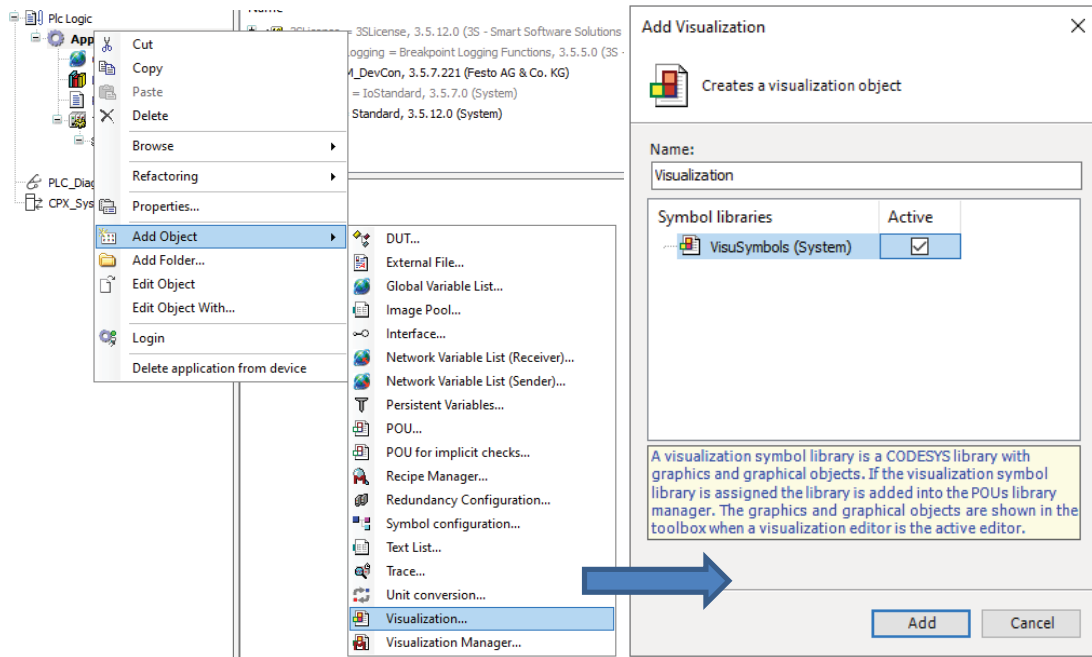 Plc Logic
App
PLC_Diag
CPX_Sys
Name
= 3SLicense, 3.5.12.0 (3S - Smart Software Solutions
ogging = Breakpoint Logging Functions, 3.5.5.0 (3S -
M_DevCon, 3.5.7.221 (Festo AG & Co. KG)
= IoStandard, 3.5.7.0 (System)
Standard, 3.5.12.0 (System)
Cut
Copy
Paste
Delete
Browse
Refactoring
Properties...
Add Object
Add Folder...
Edit Object
Edit Object With...
Login
Delete application from device
DUT...
External File...
Global Variable List...
Image Pool...
Interface...
Network Variable List (Receiver)...
Network Variable List (Sender)...
Persistent Variables...
POU...
POU for implicit checks...
Recipe Manager...
Redundancy Configuration...
Symbol configuration...
Text List...
Trace...
Unit conversion...
Visualization...
Visualization Manager...
Add Visualization
Creates a visualization object
Name:
Visualization
Symbol libraries Active
VisuSymbols (System)
A visualization symbol library is a CODESYS library with
graphics and graphical objects. If the visualization symbol
library is assigned the library is added into the POUs library
manager. The graphics and graphical objects are shown in the
toolbox when a visualization editor is the active editor.
Add Cancel